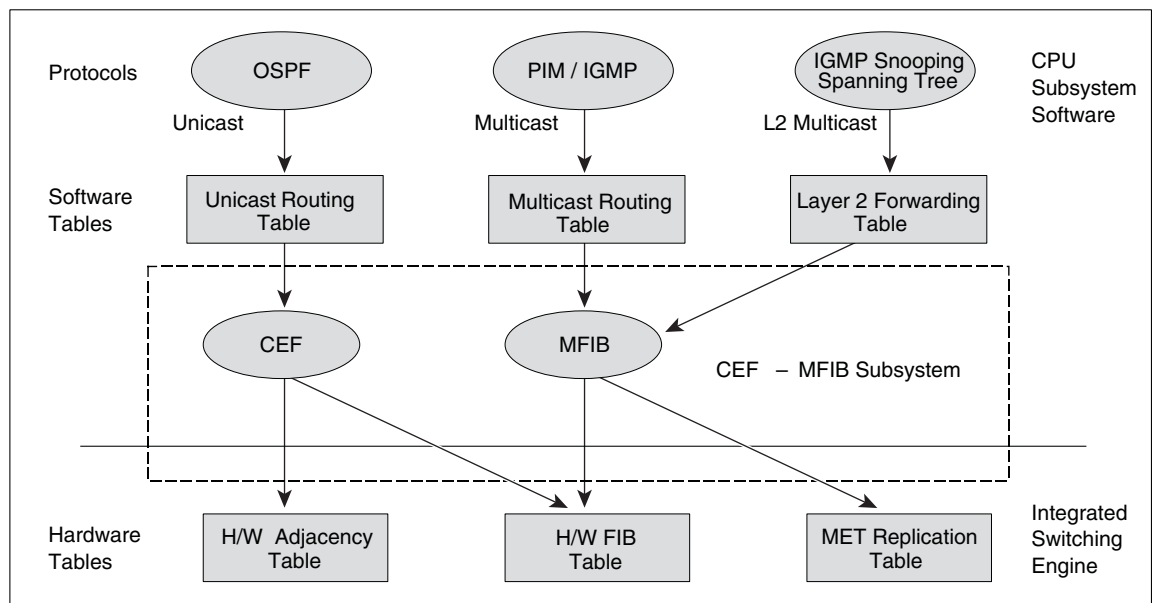 Protocols
OSPF
PIM / IGMP
IGMP Snooping
Spanning Tree
CPU
Subsystem
Software
Unicast
Multicast
L2 Multicast
Software
Tables
Unicast Routing
Table
Multicast Routing
Table
Layer 2 Forwarding
Table
CEF
MFIB
CEF – MFIB Subsystem
Hardware
Tables
H/W Adjacency
Table
H/W FIB
Table
MET Replication
Table
Integrated
Switching
Engine